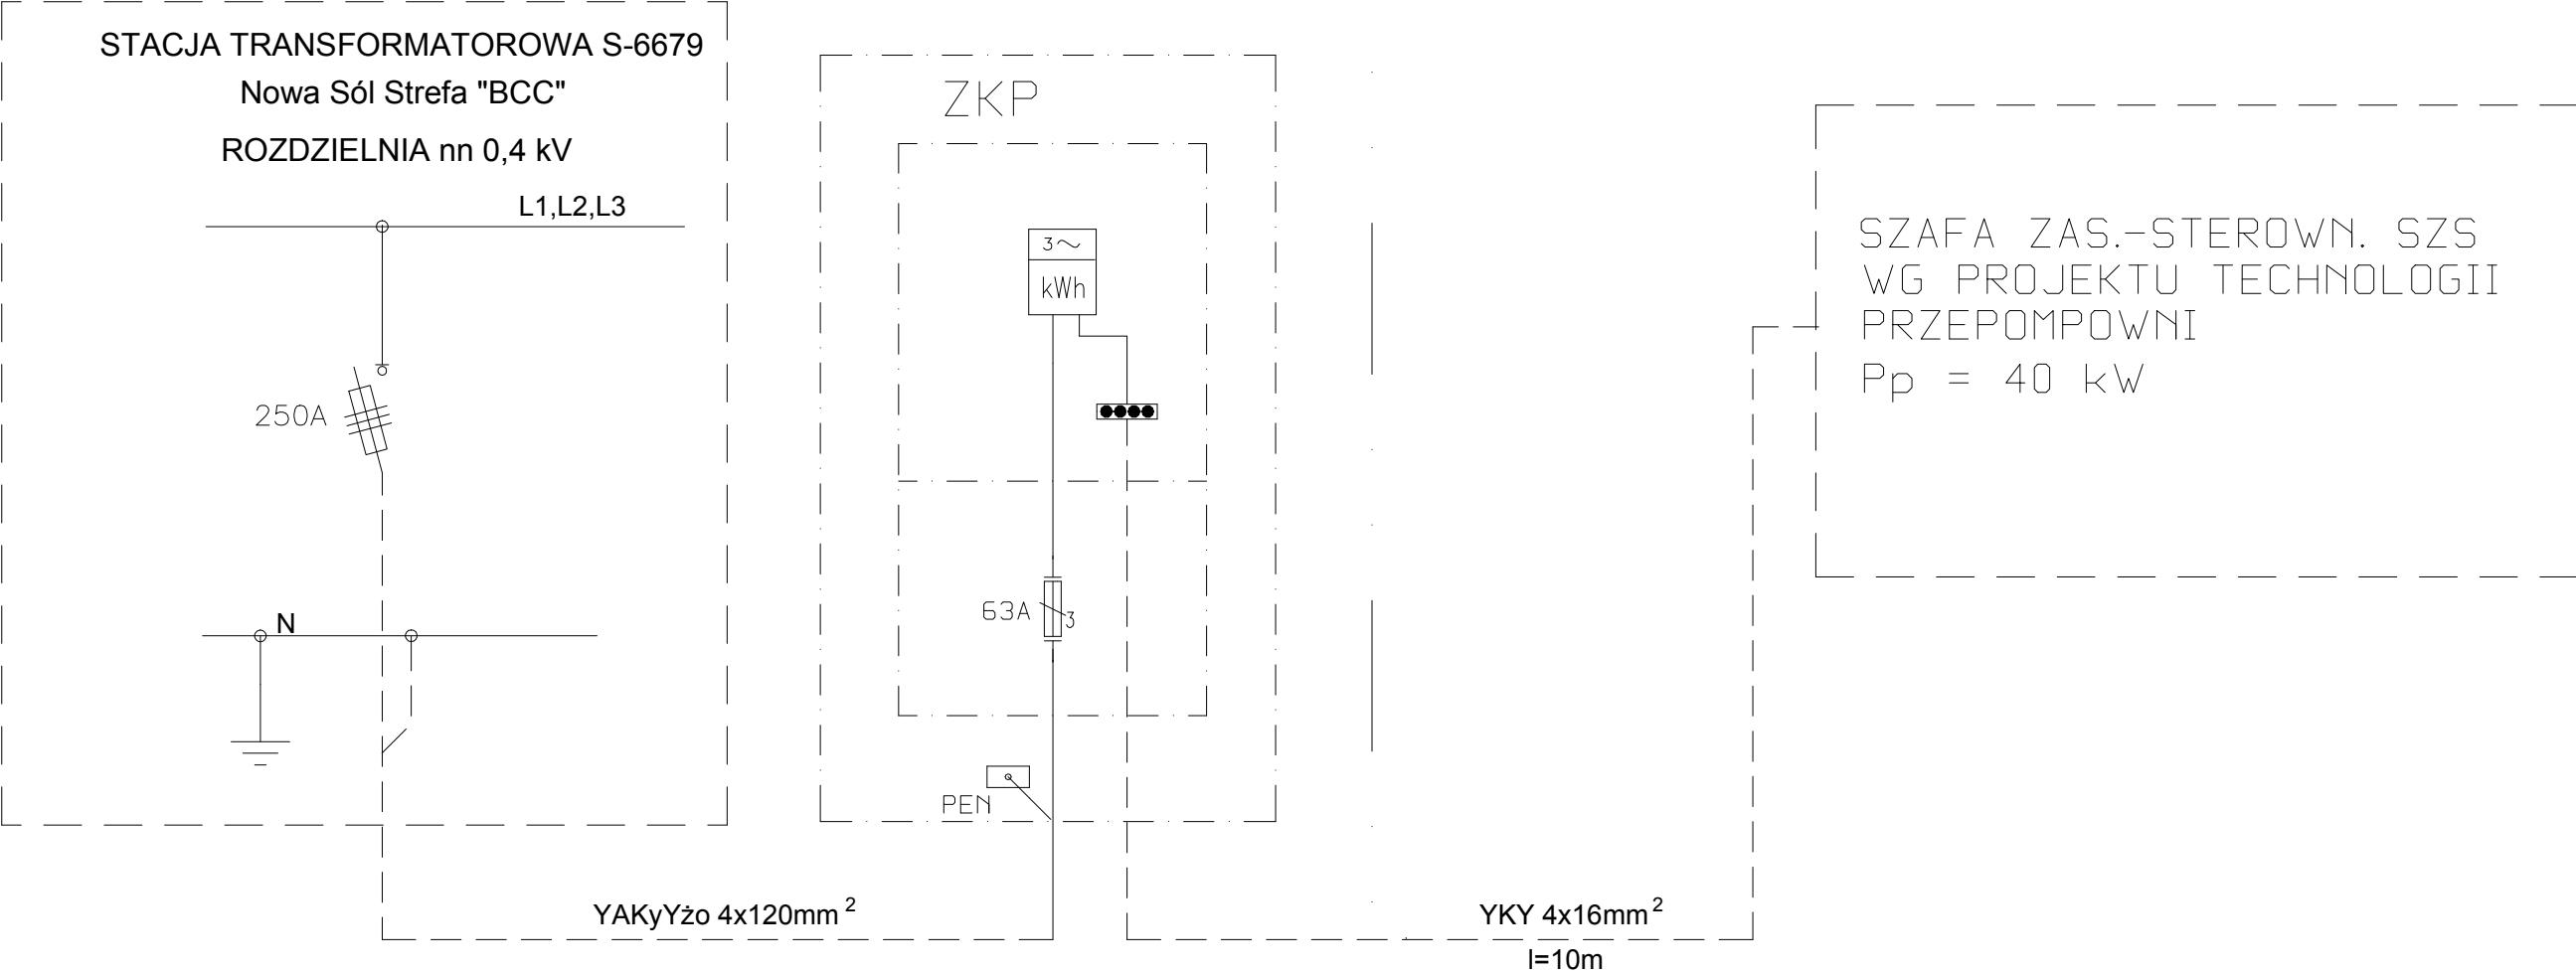 STACJA TRANSFORMATOROWA S-6679
Nowa Sól Strefa "BCC"
ROZDZIELNIA nn 0,4 kV
L1,L2,L3
250A
N
YAKyYżo 4x120mm²
ZKP
3~
kWh
63A
3
PEN
YKY 4x16mm²
l=10m
SZAFA ZAS.-STEROWN. SZS
WG PROJEKTU TECHNOLOGII
PRZEPOMPOWNI
Pp = 40 kW